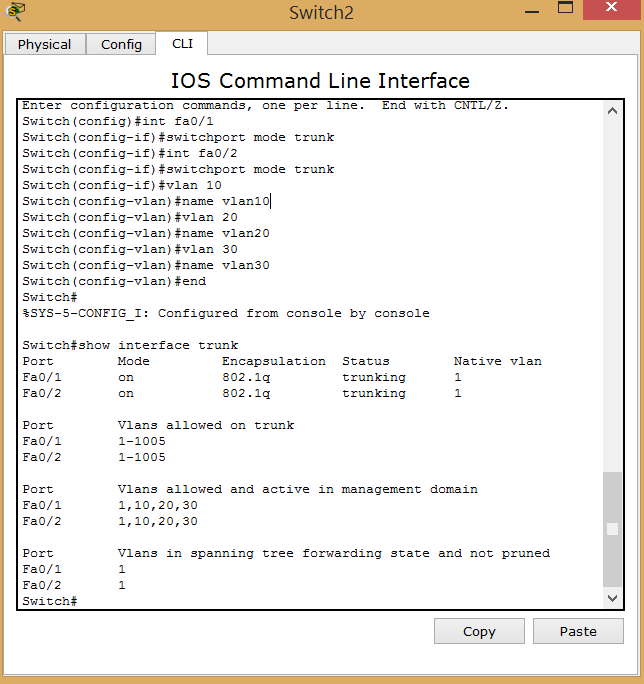 Switch2
Physical Config CLI
IOS Command Line Interface
Enter configuration commands, one per line.  End with CNTL/Z.
Switch(config)#int fa0/1
Switch(config-if)#switchport mode trunk
Switch(config-if)#int fa0/2
Switch(config-if)#switchport mode trunk
Switch(config-if)#vlan 10
Switch(config-vlan)#name vlan10
Switch(config-vlan)#vlan 20
Switch(config-vlan)#name vlan20
Switch(config-vlan)#vlan 30
Switch(config-vlan)#name vlan30
Switch(config-vlan)#end
Switch#
%SYS-5-CONFIG_I: Configured from console by console
Switch#show interface trunk
Port        Mode         Encapsulation  Status        Native vlan
Fa0/1       on           802.1q         trunking      1
Fa0/2       on           802.1q         trunking      1
Port        Vlans allowed on trunk
Fa0/1       1-1005
Fa0/2       1-1005
Port        Vlans allowed and active in management domain
Fa0/1       1,10,20,30
Fa0/2       1,10,20,30
Port        Vlans in spanning tree forwarding state and not pruned
Fa0/1       1
Fa0/2       1
Switch#
Copy Paste